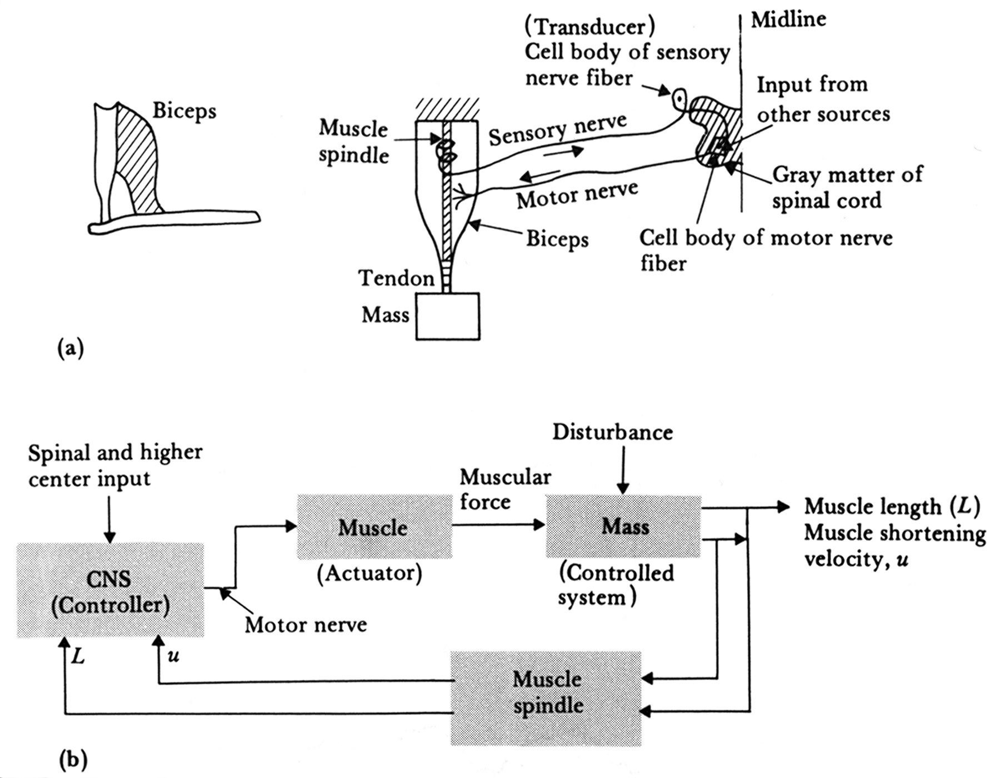 (Transducer)
Cell body of sensory
nerve fiber
Midline
Input from
other sources
Biceps
Muscle
spindle
Sensory nerve
Motor nerve
Gray matter of
spinal cord
Biceps
Cell body of motor nerve
fiber
Tendon
Mass
(a)
Disturbance
Spinal and higher
center input
Muscular
force
Muscle
(Actuator)
Mass
(Controlled
system)
Muscle length (L)
Muscle shortening
velocity, u
CNS
(Controller)
Motor nerve
L
u
Muscle
spindle
(b)